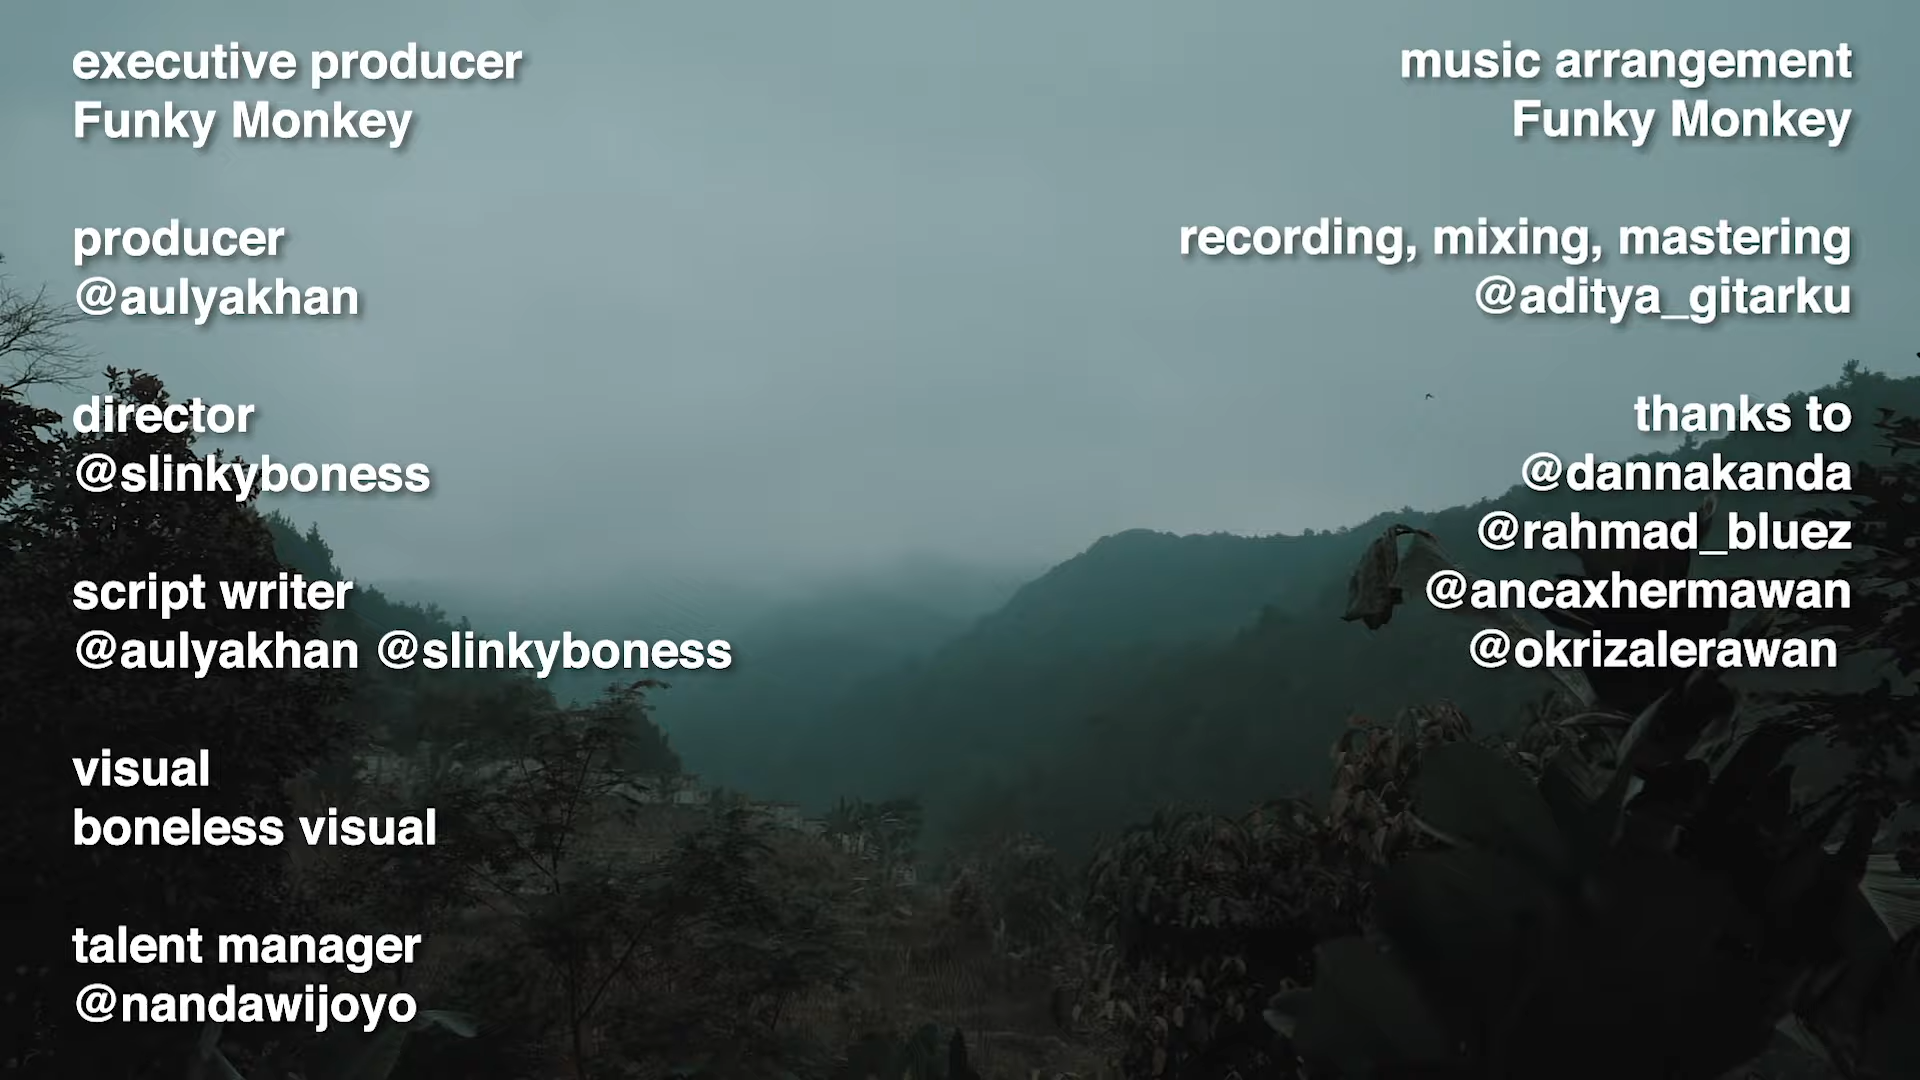 executive producer
Funky Monkey
producer
@aulyakhan
director
@slinkyboness
script writer
@aulyakhan @slinkyboness
visual
boneless visual
talent manager
@nandawijoyo
music arrangement
Funky Monkey
recording, mixing, mastering
@aditya_gitarku
thanks to
@dannakanda
@rahmad_bluez
@ancaxhermawan
@okrizalerawan